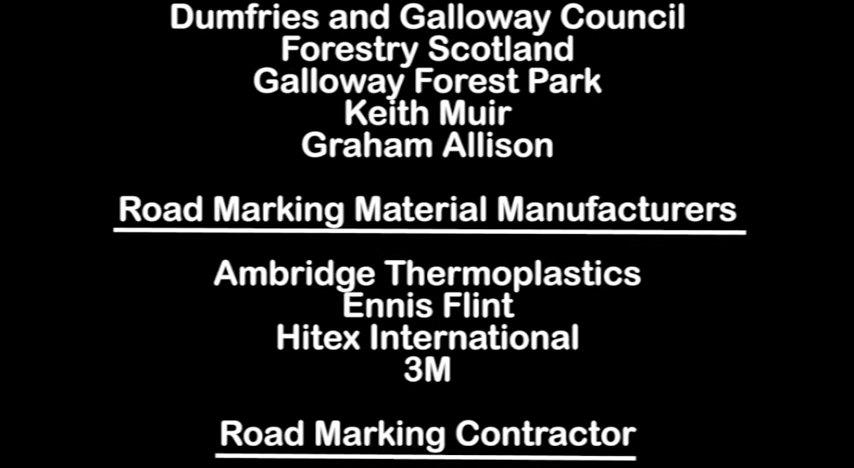 Dumfries and Galloway Council
Forestry Scotland
Galloway Forest Park
Keith Muir
Graham Allison
Road Marking Material Manufacturers
Ambridge Thermoplastics
Ennis Flint
Hitex International
3M
Road Marking Contractor